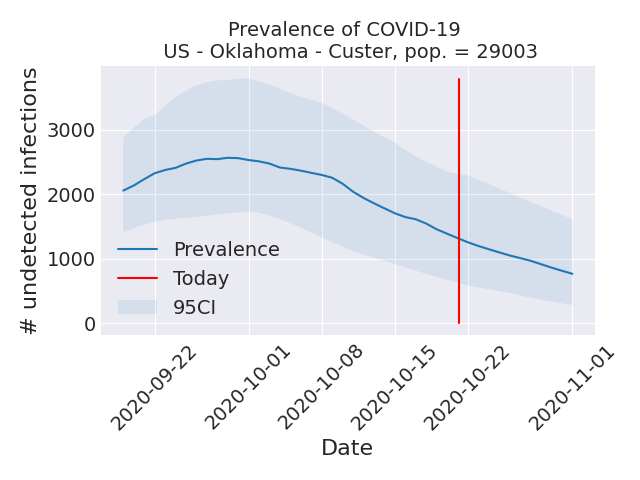 Prevalence of COVID-19
US - Oklahoma - Custer, pop. = 29003
# undetected infections
3000
2000
1000
0
Prevalence
Today
95CI
2020-09-22
2020-10-01
2020-10-08
2020-10-15
2020-10-22
2020-11-01
Date